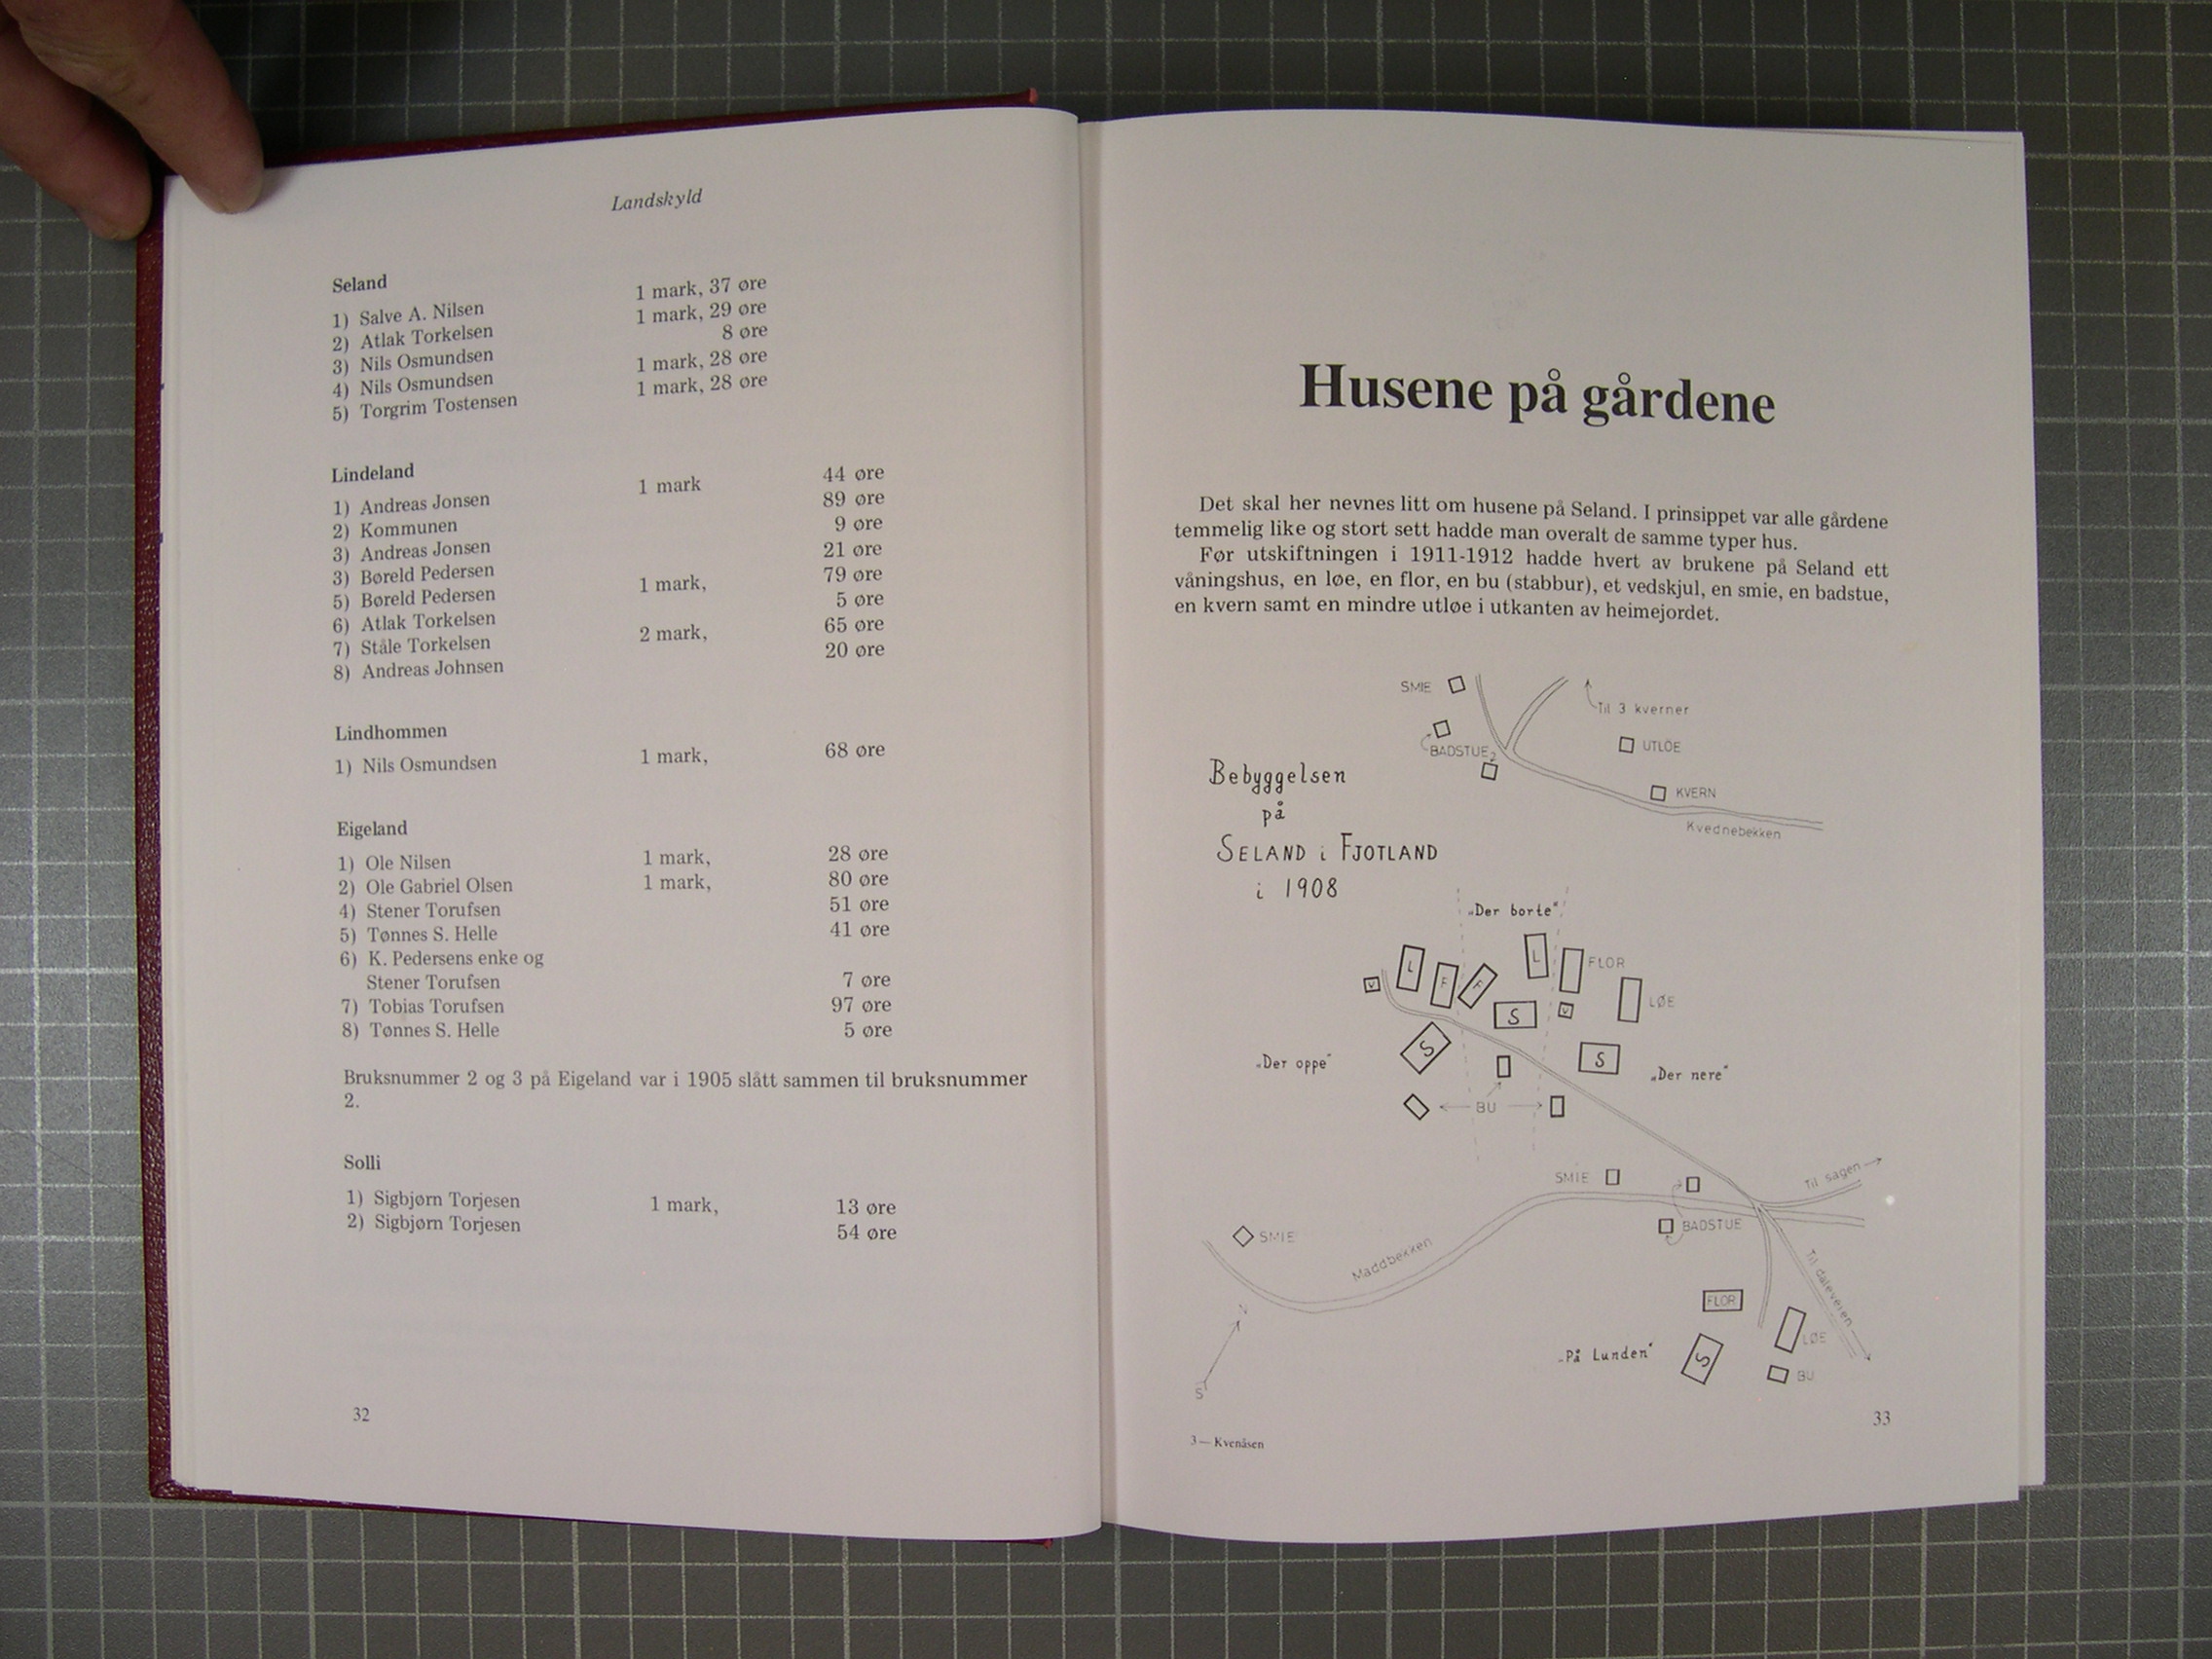 Landskyld
Seland
1) Salve A. Nilsen 1 mark, 37 øre
2) Atlak Torkelsen 1 mark, 29 øre
3) Nils Osmundsen 8 øre
4) Nils Osmundsen 1 mark, 28 øre
5) Torgrim Tostensen 1 mark, 28 øre
Lindeland
1) Andreas Jonsen 1 mark 44 øre
2) Kommunen 89 øre
3) Andreas Jonsen 9 øre
3) Børeld Pedersen 21 øre
5) Børeld Pedersen 1 mark, 79 øre
6) Atlak Torkelsen 5 øre
7) Ståle Torkelsen 2 mark, 65 øre
8) Andreas Johnsen 20 øre
Lindhommen
1) Nils Osmundsen 1 mark, 68 øre
Eigeland
1) Ole Nilsen 1 mark, 28 øre
2) Ole Gabriel Olsen 1 mark, 80 øre
4) Stener Torufsen 51 øre
5) Tønnes S. Helle 41 øre
6) K. Pedersens enke og
Stener Torufsen 7 øre
7) Tobias Torufsen 97 øre
8) Tønnes S. Helle 5 øre
Bruksnummer 2 og 3 på Eigeland var i 1905 slått sammen til bruksnummer
2.
Solli
1) Sigbjørn Torjesen 1 mark, 13 øre
2) Sigbjørn Torjesen 54 øre
32
Husene på gårdene
Det skal her nevnes litt om husene på Seland. I prinsippet var alle gårdene
temmelig like og stort sett hadde man overalt de samme typer hus.
Før utskiftningen i 1911-1912 hadde hvert av brukene på Seland ett
våningshus, en løe, en flor, en bu (stabbur), et vedskjul, en smie, en badstue,
en kvern samt en mindre utløe i utkanten av heimejordet.
SMIE
Til 3 kverner
BADSTUE
UTLÖE
KVERN
Kvednebekken
Bebyggelsen
på
SELAND i FJOTLAND
i 1908
„Der borte"
V L F F L FLOR
S V LØE
S
„Der oppe"
S
„Der nere"
BU
SMIE
Til sagen
BADSTUE
SMIE
Maddbekken
Til daleveien
N
S
FLOR
LØE
„På Lunden"
S
BU
33
3 — Kvenåsen